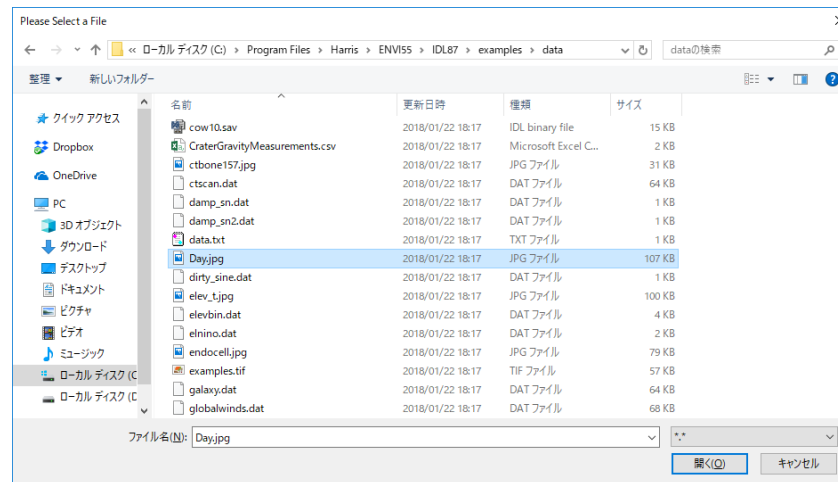 Please Select a File
« ローカル ディスク (C:) › Program Files › Harris › ENVI55 › IDL87 › examples › data
dataの検索
整理 新しいフォルダー
名前 更新日時 種類 サイズ
クイック アクセス
Dropbox
OneDrive
PC
3D オブジェクト
ダウンロード
デスクトップ
ドキュメント
ピクチャ
ビデオ
ミュージック
ローカル ディスク (C
ローカル ディスク (D
cow10.sav 2018/01/22 18:17 IDL binary file 15 KB
CraterGravityMeasurements.csv 2018/01/22 18:17 Microsoft Excel C... 2 KB
ctbone157.jpg 2018/01/22 18:17 JPG ファイル 31 KB
ctscan.dat 2018/01/22 18:17 DAT ファイル 64 KB
damp_sn.dat 2018/01/22 18:17 DAT ファイル 1 KB
damp_sn2.dat 2018/01/22 18:17 DAT ファイル 1 KB
data.txt 2018/01/22 18:17 TXT ファイル 1 KB
Day.jpg 2018/01/22 18:17 JPG ファイル 107 KB
dirty_sine.dat 2018/01/22 18:17 DAT ファイル 1 KB
elev_t.jpg 2018/01/22 18:17 JPG ファイル 100 KB
elevbin.dat 2018/01/22 18:17 DAT ファイル 4 KB
elnino.dat 2018/01/22 18:17 DAT ファイル 2 KB
endocell.jpg 2018/01/22 18:17 JPG ファイル 79 KB
examples.tif 2018/01/22 18:17 TIF ファイル 57 KB
galaxy.dat 2018/01/22 18:17 DAT ファイル 64 KB
globalwinds.dat 2018/01/22 18:17 DAT ファイル 68 KB
ファイル名(N): Day.jpg *.*
開く(O) キャンセル